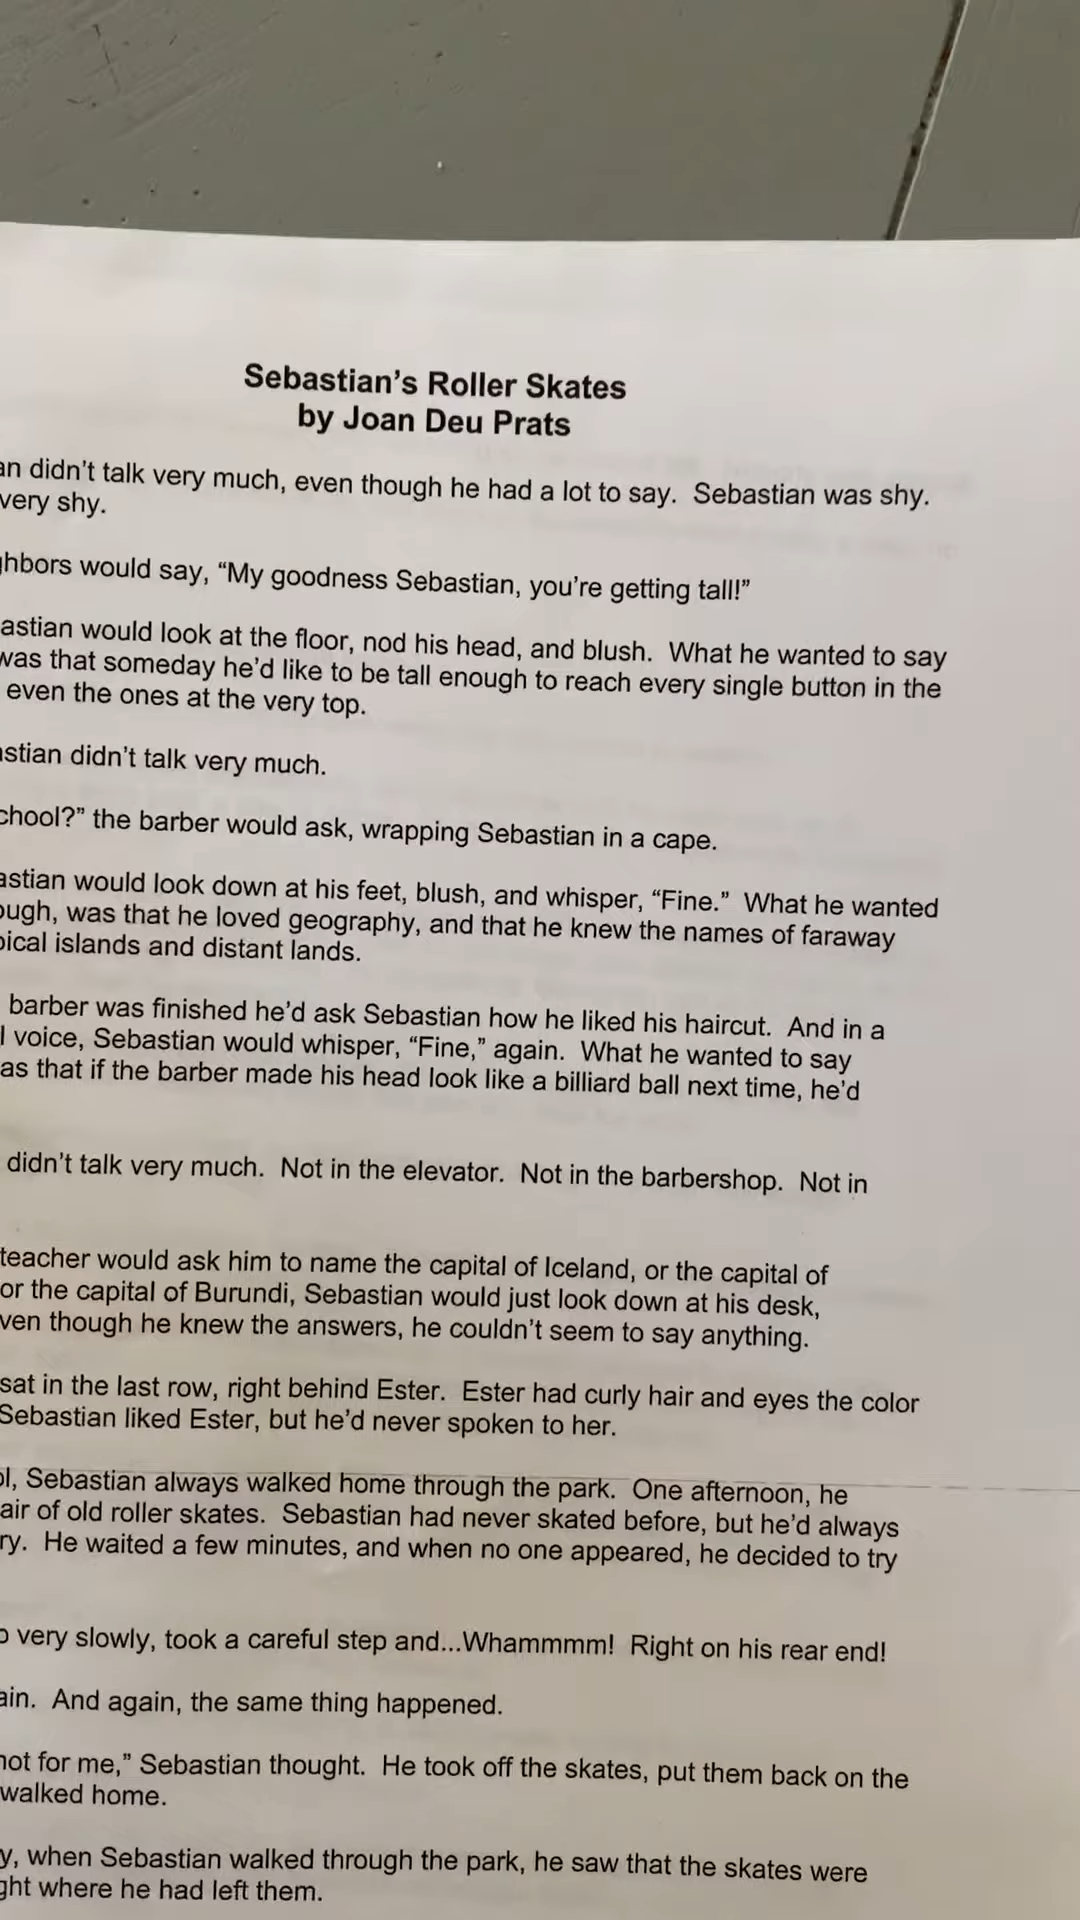 Sebastian's Roller Skates
by Joan Deu Prats
didn't talk very much, even though he had a lot to say. Sebastian was shy.
very shy.
would say, “My goodness Sebastian, you're getting tall!”
would look at the floor, nod his head, and blush. What he wanted to say
was that someday he'd like to be tall enough to reach every single button in the
even the ones at the very top.
didn't talk very much.
the barber would ask, wrapping Sebastian in a cape.
would look down at his feet, blush, and whisper, “Fine.” What he wanted
was that he loved geography, and that he knew the names of faraway
islands and distant lands.
barber was finished he'd ask Sebastian how he liked his haircut. And in a
voice, Sebastian would whisper, “Fine,” again. What he wanted to say
that if the barber made his head look like a billiard ball next time, he'd
didn't talk very much. Not in the elevator. Not in the barbershop. Not in
teacher would ask him to name the capital of Iceland, or the capital of
or the capital of Burundi, Sebastian would just look down at his desk,
though he knew the answers, he couldn't seem to say anything.
sat in the last row, right behind Ester. Ester had curly hair and eyes the color
Sebastian liked Ester, but he'd never spoken to her.
Sebastian always walked home through the park. One afternoon, he
of old roller skates. Sebastian had never skated before, but he'd always
He waited a few minutes, and when no one appeared, he decided to try
very slowly, took a careful step and...Whammmm! Right on his rear end!
And again, the same thing happened.
not for me,” Sebastian thought. He took off the skates, put them back on the
walked home.
when Sebastian walked through the park, he saw that the skates were
where he had left them.